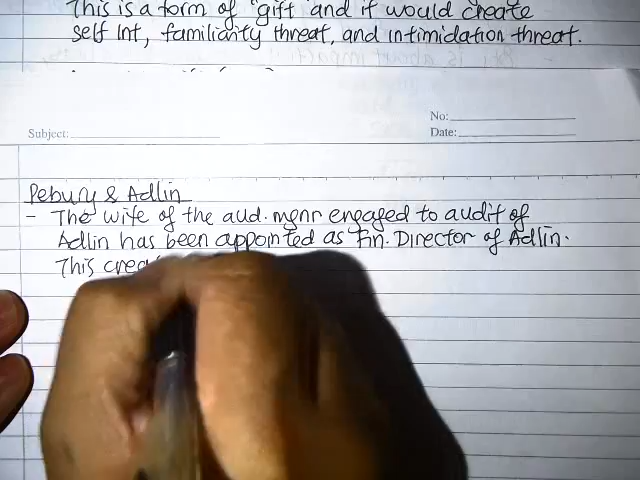 This is a form of 'gift' and it would create
self Int, familiarity threat, and intimidation threat.
No:
Subject:
Date:
Pebury & Adlin
- The wife of the aud. mgnr engaged to audit of
Adlin has been appointed as Fin. Director of Adlin.
This crea